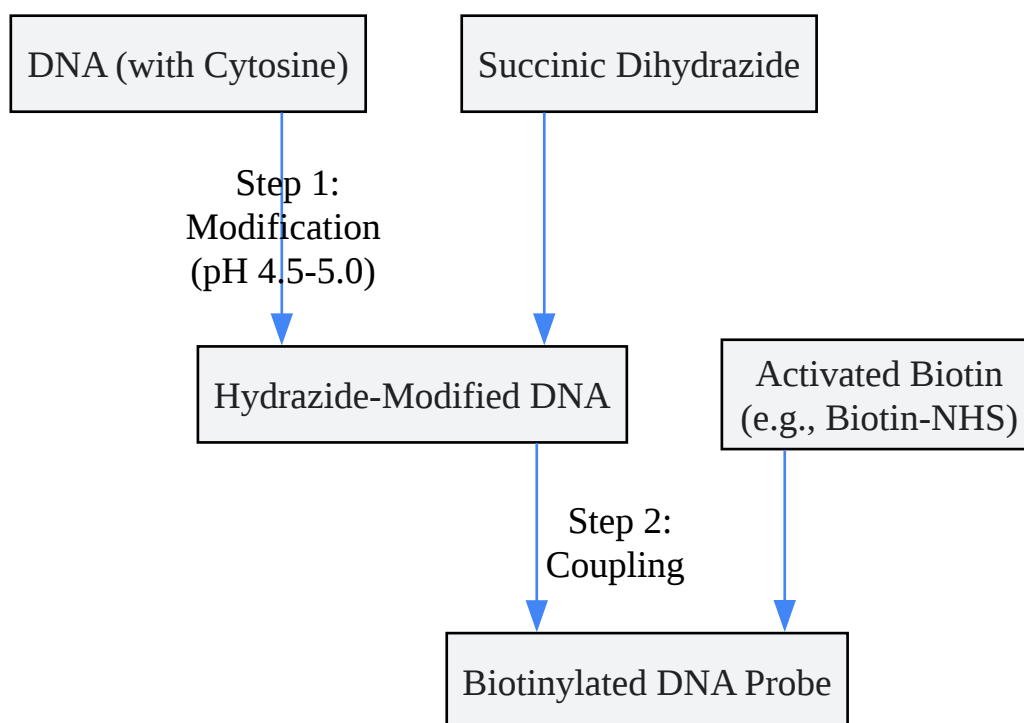 DNA (with Cytosine)
Succinic Dihydrazide
Step 1:
Modification
(pH 4.5-5.0)
Hydrazide-Modified DNA
Activated Biotin
(e.g., Biotin-NHS)
Step 2:
Coupling
Biotinylated DNA Probe